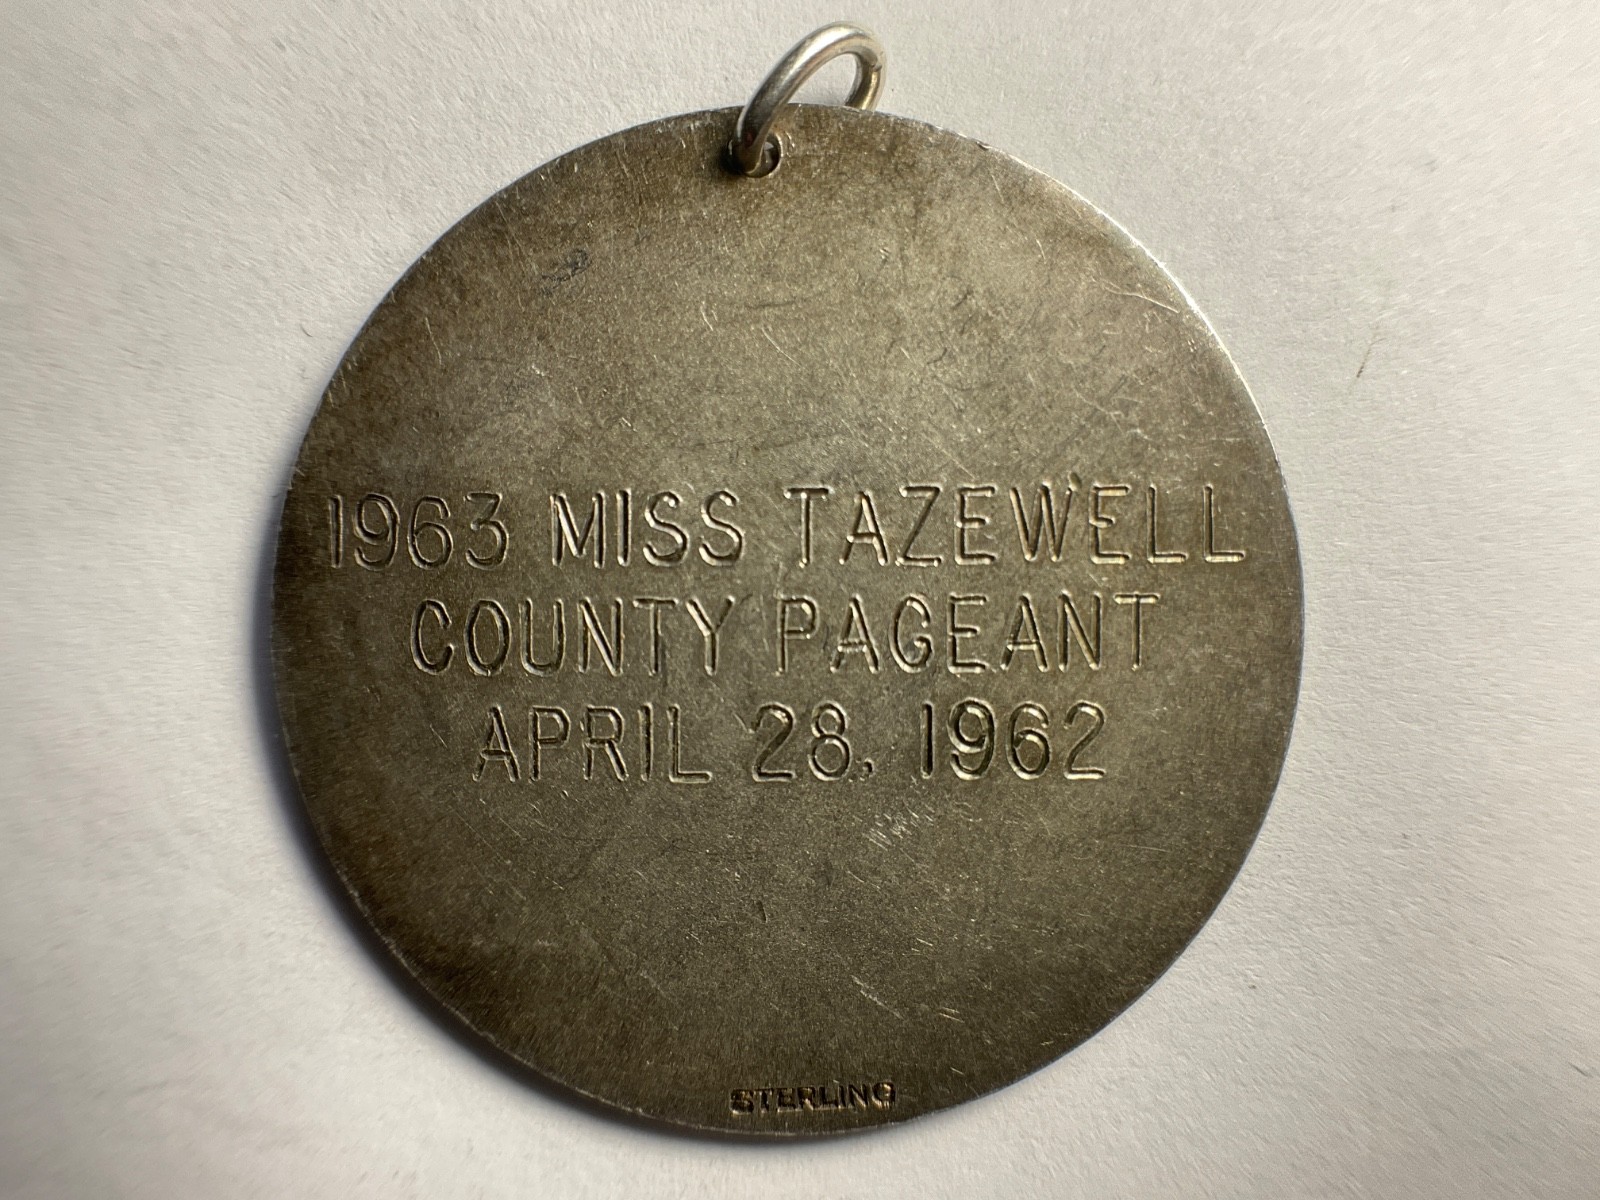 1963 MISS TAZEWELL
COUNTY PAGEANT
APRIL 28, 1962
STERLING